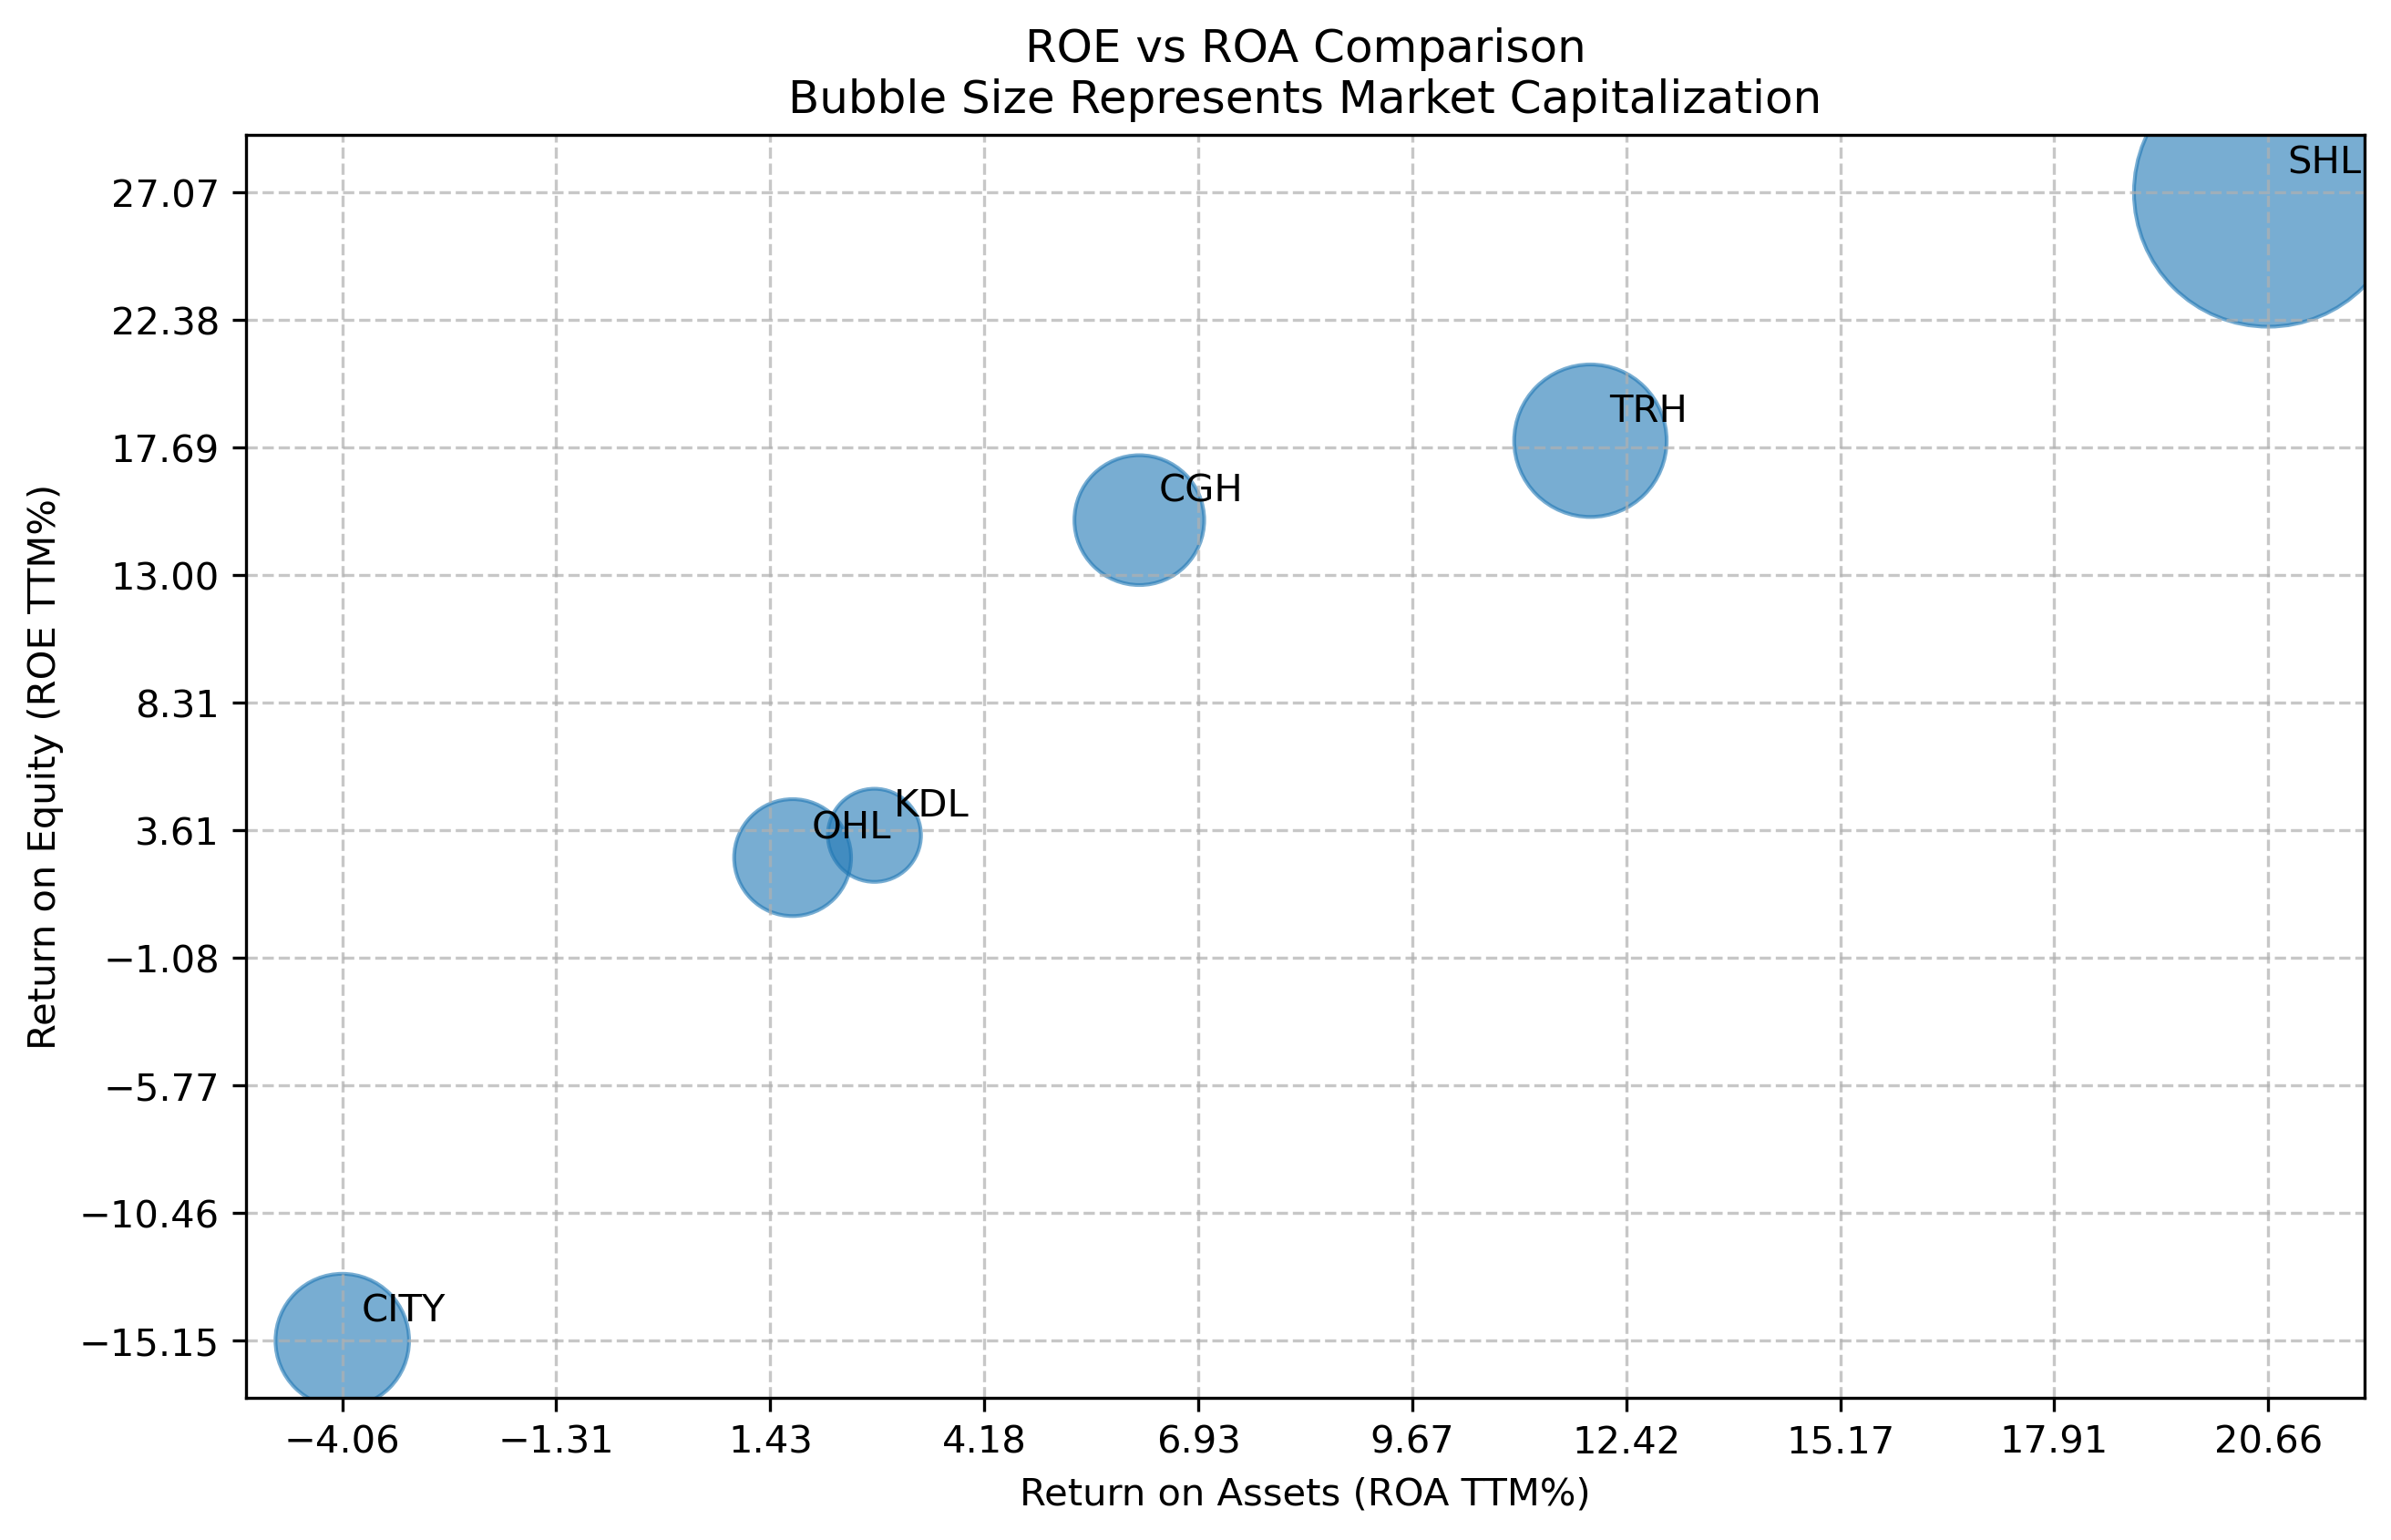 ROE vs ROA Comparison
Bubble Size Represents Market Capitalization
Return on Equity (ROE TTM%)
27.07
22.38
17.69
13.00
8.31
3.61
−1.08
−5.77
−10.46
−15.15
SHL
TRH
CGH
KDL
OHL
CITY
−4.06
−1.31
1.43
4.18
6.93
9.67
12.42
15.17
17.91
20.66
Return on Assets (ROA TTM%)